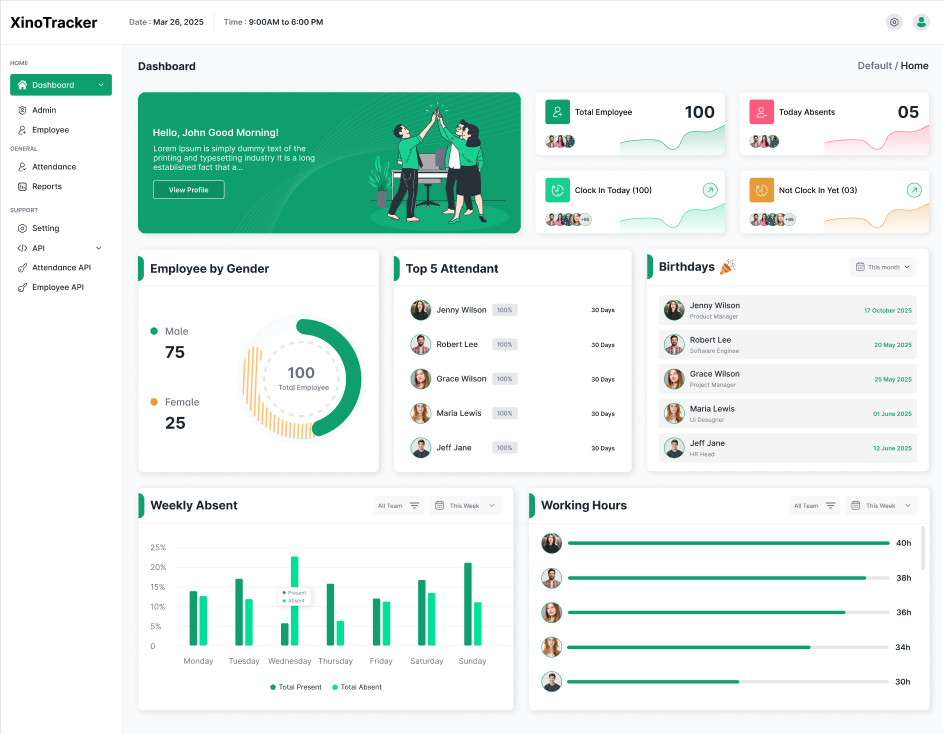 XinoTracker
Date : Mar 26, 2025
Time : 9:00AM to 6:00 PM
HOME
Dashboard
Admin
Employee
GENERAL
Attendance
Reports
SUPPORT
Setting
API
Attendance API
Employee API
Dashboard
Default / Home
Hello, John Good Morning!
Lorem Ipsum is simply dummy text of the
printing and typesetting industry It is a long
established fact that a...
View Profile
Total Employee
100
Today Absents
05
Clock In Today (100)
+96
Not Clock In Yet (03)
+96
Employee by Gender
Male
75
Female
25
100
Total Employee
Top 5 Attendant
Jenny Wilson 100% 30 Days
Robert Lee 100% 30 Days
Grace Wilson 100% 30 Days
Maria Lewis 100% 30 Days
Jeff Jane 100% 30 Days
Birthdays
This month
Jenny Wilson
Product Manager
17 October 2025
Robert Lee
Software Enginee
20 May 2025
Grace Wilson
Project Manager
25 May 2025
Maria Lewis
Ui Desugner
01 June 2025
Jeff Jane
HR Head
12 June 2025
Weekly Absent
All Team
This Week
25%
20%
15%
10%
5%
0
Present
Absent
Monday Tuesday Wednesday Thursday Friday Saturday Sunday
Total Present Total Absent
Working Hours
All Team
This Week
40h
38h
36h
34h
30h